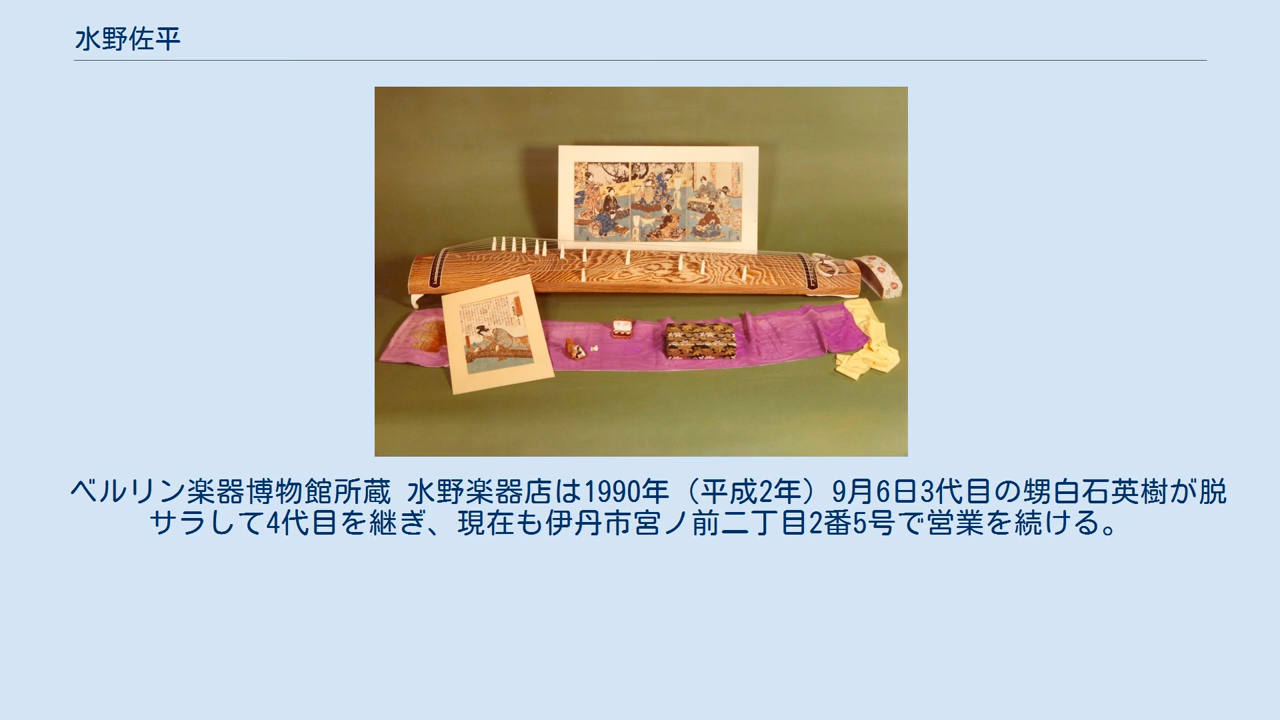 水野佐平
ベルリン楽器博物館所蔵 水野楽器店は1990年（平成2年）9月6日3代目の甥白石英樹が脱
サラして4代目を継ぎ、現在も伊丹市宮ノ前二丁目2番5号で営業を続ける。